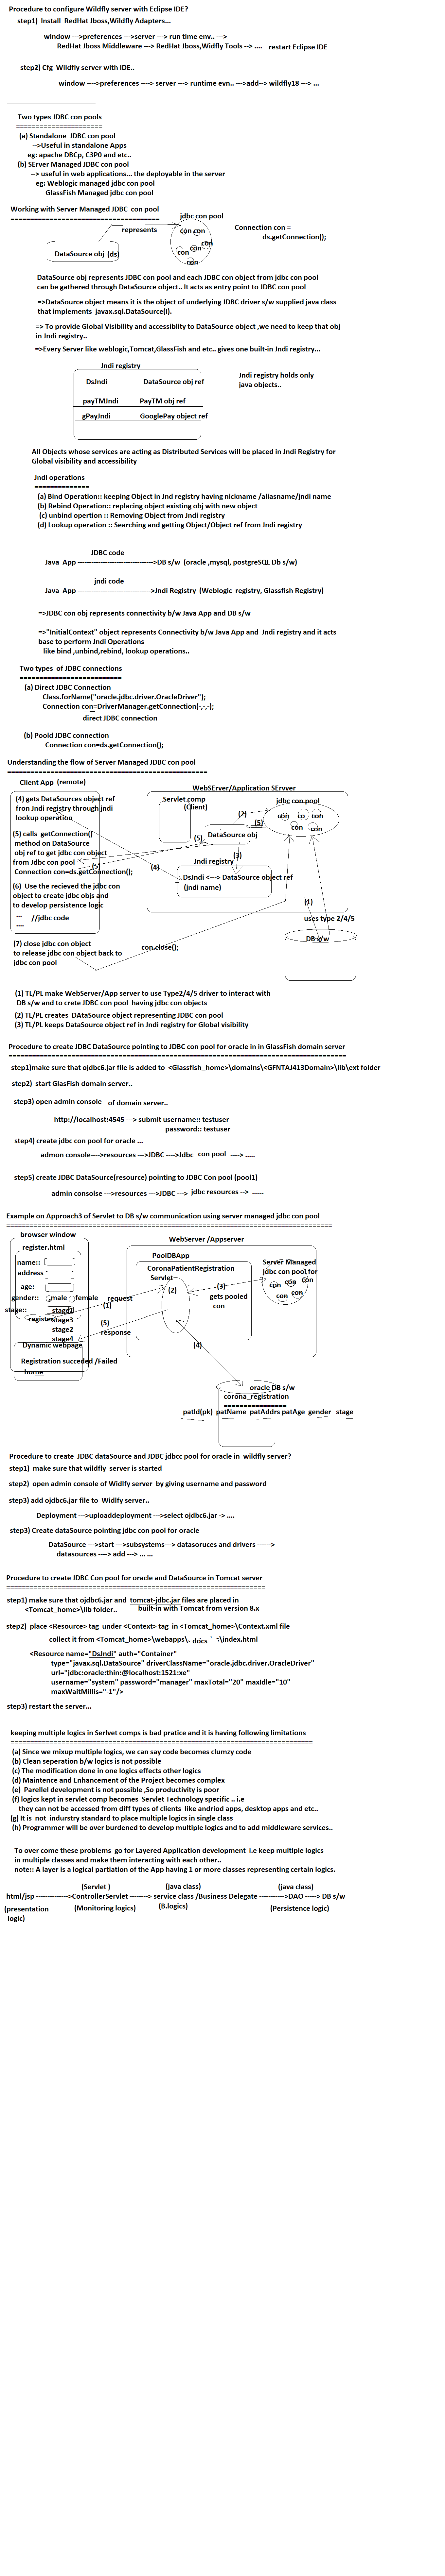 Procedure to configure Wildfly server with Eclipse IDE?
step1) Install RedHat Jboss,Wildfly Adapters...
window --->preferences --->server ---> run time env.. --->
RedHat Jboss Middleware ---> RedHat Jboss,Widfly Tools --> .... restart Eclipse IDE
step2) Cfg Wildfly server with IDE..
window ---->preferences ----> server ---> runtime evn.. --->add--> wildfly18 ---> ...
Two types JDBC con pools
======================
(a) Standalone JDBC con pool
-->Useful in standalone Apps
eg: apache DBCp, C3P0 and etc..
(b) SErver Managed JDBC con pool
--> useful in web applications... the deployable in the server
eg: Weblogic managed jdbc con pool
GlassFish Managed jdbc con pool
Working with Server Managed JDBC con pool
======================================
jdbc con pool
represents
con con
con
con
con
con
DataSource obj (ds)
Connection con =
ds.getConnection();
DataSource obj represents JDBC con pool and each JDBC con object from jdbc con pool
can be gathered through DataSource object.. It acts as entry point to JDBC con pool
=>DataSource object means it is the object of underlying JDBC driver s/w supplied java class
that implements javax.sql.DataSource(I).
=> To provide Global Visibility and accessiblity to DataSource object ,we need to keep that obj
in Jndi registry..
=>Every Server like weblogic,Tomcat,GlassFish and etc.. gives one built-in Jndi registry...
Jndi registry
DsJndi DataSource obj ref
payTMJndi PayTM obj ref
gPayJndi GooglePay object ref
Jndi registry holds only
java objects..
All Objects whose services are acting as Distributed Services will be placed in Jndi Registry for
Global visibility and accessibility
Jndi operations
==============
(a) Bind Operation:: keeping Object in Jnd registry having nickname /aliasname/jndi name
(b) Rebind Operation:: replacing object existing obj with new object
(c) unbind opertion :: Removing Object from Jndi registry
(d) Lookup operation :: Searching and getting Object/Object ref from Jndi registry
JDBC code
Java App -------------------------------->DB s/w (oracle ,mysql, postgreSQL Db s/w)
jndi code
Java App ------------------------------->Jndi Registry (Weblogic registry, Glassfish Registry)
=>JDBC con obj represents connectivity b/w Java App and DB s/w
=>"InitialContext" object represents Connectivity b/w Java App and Jndi registry and it acts
base to perform Jndi Operations
like bind ,unbind,rebind, lookup operations..
Two types of JDBC connections
==========================
(a) Direct JDBC Connection
Class.forName("oracle.jdbc.driver.OracleDriver");
Connection con=DriverManager.getConnection(-,-,-);
direct JDBC connection
(b) Poold JDBC connection
Connection con=ds.getConnection();
Understanding the flow of Server Managed JDBC con pool
===================================================
Client App (remote)
(4) gets DataSources object ref
fron Jndi registry through jndi
lookup operation
(5) calls getConnection()
method on DataSource
obj ref to get jdbc con object
from Jdbc con pool
Connection con=ds.getConnection();
(6) Use the recieved the jdbc con
object to create jdbc objs and
to develop persistence logic
... //jdbc code
....
(7) close jdbc con object
to release jdbc con object back to
jdbc con pool
WebSErver/Application SErvver
Servlet comp
(Client)
jdbc con pool
(2)
con co con
con con
(5)
(5)
DataSource obj
(3)
(5)
(4)
Jndi registry
DsJndi <---> DataSource object ref
(jndi name)
(1)
uses type 2/4/5
DB s/w
con.close();
(1) TL/PL make WebServer/App server to use Type2/4/5 driver to interact with
DB s/w and to crete JDBC con pool having jdbc con objects
(2) TL/PL creates DAtaSource object representing JDBC con pool
(3) TL/PL keeps DataSource object ref in Jndi registry for Global visibility
Procedure to create JDBC DataSource pointing to JDBC con pool for oracle in in GlassFish domain server
======================================================================================
step1)make sure that ojdbc6.jar file is added to <Glassfish_home>\domains\<GFNTAJ413Domain>\lib\ext folder
step2) start GlasFish domain server..
step3) open admin console of domain server..
http://localhost:4545 ---> submit username:: testuser
password:: testuser
step4) create jdbc con pool for oracle ...
admon console---->resources --->JDBC ---->Jdbc con pool ----> .....
step5) create JDBC DataSource(resource) pointing to JDBC Con pool (pool1)
admin consolse --->resources --->JDBC ---> jdbc resources --> ......
Example on Approach3 of Servlet to DB s/w communication using server managed jdbc con pool
===================================================================================
browser window
register.html
name::
address
age:
gender:: male female
stage:: stage1
register stage3
stage2
stage4
Dynamic webpage
Registration succeded /Failed
home
request
(1)
(5)
response
WebServer /Appserver
PoolDBApp
CoronaPatientRegistration
Servlet
(2)
(3)
gets pooled
con
Server Managed
jdbc con pool for
con con con
con con
(4)
oracle DB s/w
corona_registration
================
patId(pk) patName patAddrs patAge gender stage
Procedure to create JDBC dataSource and JDBC jdbcc pool for oracle in wildfly server?
step1) make sure that wildfly server is started
step2) open admin console of Widlfy server by giving username and password
step3) add ojdbc6.jar file to Widlfy server..
Deployment --->uploaddeployment --->select ojdbc6.jar -> ....
step3) Create dataSource pointing jdbc con pool for oracle
DataSource --->start --->subsystems---> datasoruces and drivers ------>
datasources ----> add ---> ... ...
Procedure to create JDBC Con pool for oracle and DataSource in Tomcat server
==================================================================
step1) make sure that ojdbc6.jar and tomcat-jdbc.jar files are placed in
<Tomcat_home>\lib folder.. built-in with Tomcat from version 8.x
step2) place <Resource> tag under <Context> tag in <Tomcat_home>\Context.xml file
collect it from <Tomcat_home>\webapps\. docs \index.html
<Resource name="DsJndi" auth="Container"
type="javax.sql.DataSource" driverClassName="oracle.jdbc.driver.OracleDriver"
url="jdbc:oracle:thin:@localhost:1521:xe"
username="system" password="manager" maxTotal="20" maxIdle="10"
maxWaitMillis="-1"/>
step3) restart the server...
keeping multiple logics in Serlvet comps is bad pratice and it is having following limitations
=============================================================================
(a) Since we mixup multiple logics, we can say code becomes clumzy code
(b) Clean seperation b/w logics is not possible
(c) The modification done in one logics effects other logics
(d) Maintence and Enhancement of the Project becomes complex
(e) Parellel development is not possible ,So productivity is poor
(f) logics kept in servlet comp becomes Servlet Technology specific .. i.e
they can not be accessed from diff types of clients like andriod apps, desktop apps and etc..
(g) It is not indurstry standard to place multiple logics in single class
(h) Programmer will be over burdened to develop multiple logics and to add middleware services..
To over come these problems go for Layered Application development i.e keep multiple logics
in multiple classes and make them interacting with each other..
note:: A layer is a logical partiation of the App having 1 or more classes representing certain logics.
(Servlet ) (java class) (java class)
html/jsp -------------->ControllerServlet --------> service class /Business Delegate ----------->DAO -----> DB s/w
(presentation (Monitoring logics) (B.logics) (Persistence logic)
logic)